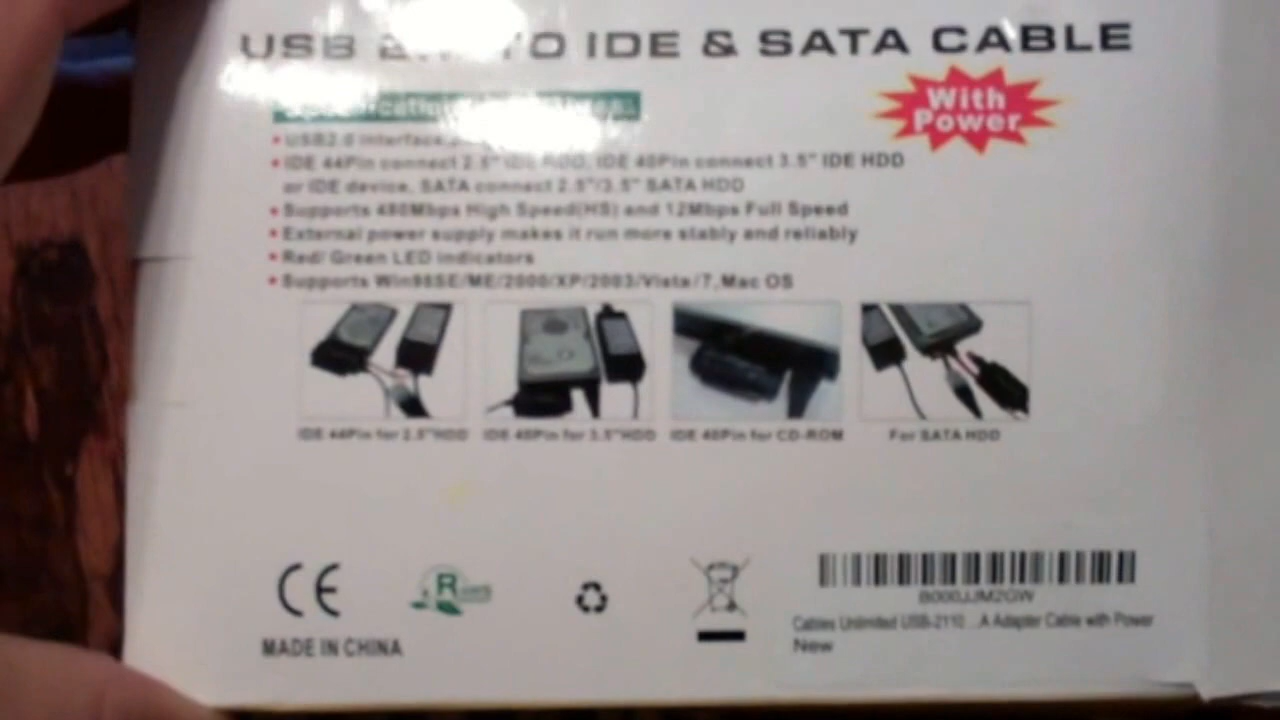 USB TO IDE & SATA CABLE
With
Power
• USB2.0 interface
• IDE 44Pin connect 2.5" IDE HDD, IDE 40Pin connect 3.5" IDE HDD
or IDE device, SATA connect 2.5"/3.5" SATA HDD
• Supports 480Mbps High Speed(HS) and 12Mbps Full Speed
• External power supply makes it run more stably and reliably
• Red/ Green LED indicators
• Supports Win98SE/ME/2000/XP/2003/Vista/7, Mac OS
IDE 44Pin for 2.5"HDD IDE 40Pin for 3.5"HDD IDE 40Pin for CD-ROM For SATA HDD
CE
RoHS
MADE IN CHINA
B000JJM2GW
Cables Unlimited USB-2110 ...A Adapter Cable with Power
New